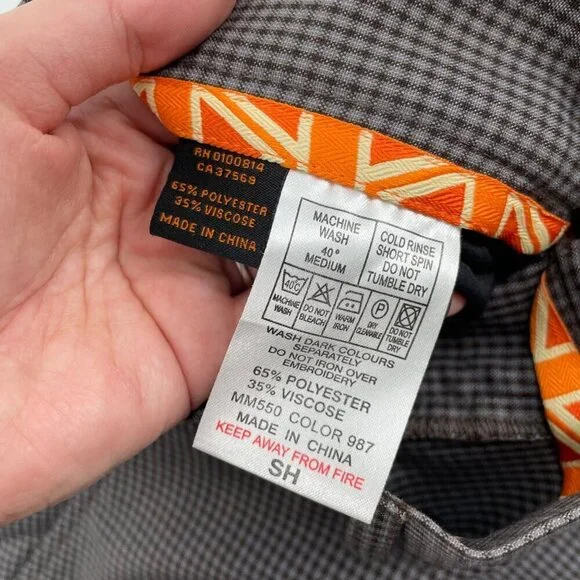 RN 0100814
CA37569
65% POLYESTER
35% VISCOSE
MADE IN CHINA
MACHINE
WASH
40°
MEDIUM
COLD RINSE
SHORT SPIN
DO NOT
TUMBLE DRY
40C
MACHINE
WASH
DO NOT
BLEACH
WARM
IRON
P
DRY
CLEANABLE
DO NOT
TUMBLE
DRY
WASH DARK COLOURS
SEPARATELY
DO NOT IRON OVER
EMBROIDERY
65% POLYESTER
35% VISCOSE
MM550 COLOR 987
MADE IN CHINA
KEEP AWAY FROM FIRE
SH